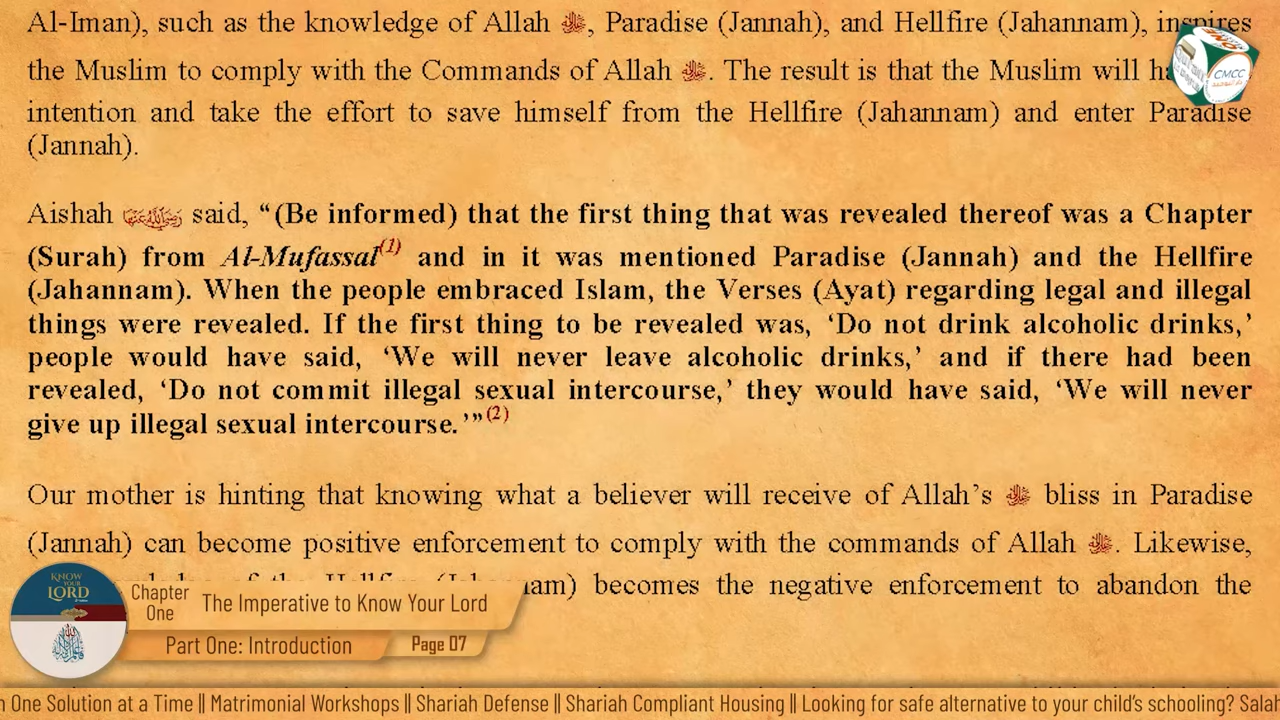 Al-Iman), such as the knowledge of Allah ﷻ, Paradise (Jannah), and Hellfire (Jahannam), inspires
the Muslim to comply with the Commands of Allah ﷻ. The result is that the Muslim will
intention and take the effort to save himself from the Hellfire (Jahannam) and enter Paradise
(Jannah).
Aishah رضي الله عنها said, “(Be informed) that the first thing that was revealed thereof was a Chapter
(Surah) from Al-Mufassal(1) and in it was mentioned Paradise (Jannah) and the Hellfire
(Jahannam). When the people embraced Islam, the Verses (Ayat) regarding legal and illegal
things were revealed. If the first thing to be revealed was, ‘Do not drink alcoholic drinks,’
people would have said, ‘We will never leave alcoholic drinks,’ and if there had been
revealed, ‘Do not commit illegal sexual intercourse,’ they would have said, ‘We will never
give up illegal sexual intercourse.’”(2)
Our mother is hinting that knowing what a believer will receive of Allah’s ﷻ bliss in Paradise
(Jannah) can become positive enforcement to comply with the commands of Allah ﷻ. Likewise,
becomes the negative enforcement to abandon the
CMCC
KNOW
YOUR
LORD
Chapter
One
The Imperative to Know Your Lord
Part One: Introduction
Page 07
One Solution at a Time || Matrimonial Workshops || Shariah Defense || Shariah Compliant Housing || Looking for safe alternative to your child’s schooling?